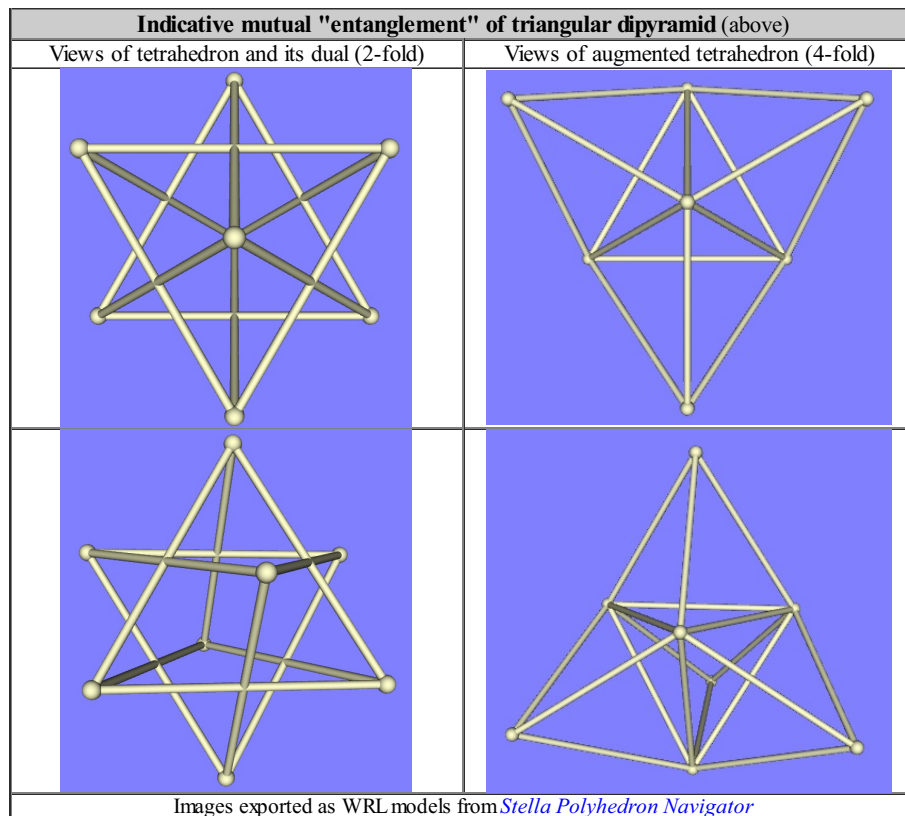 Indicative mutual "entanglement" of triangular dipyramid (above)
Views of tetrahedron and its dual (2-fold)
Views of augmented tetrahedron (4-fold)
Images exported as WRL models from Stella Polyhedron Navigator